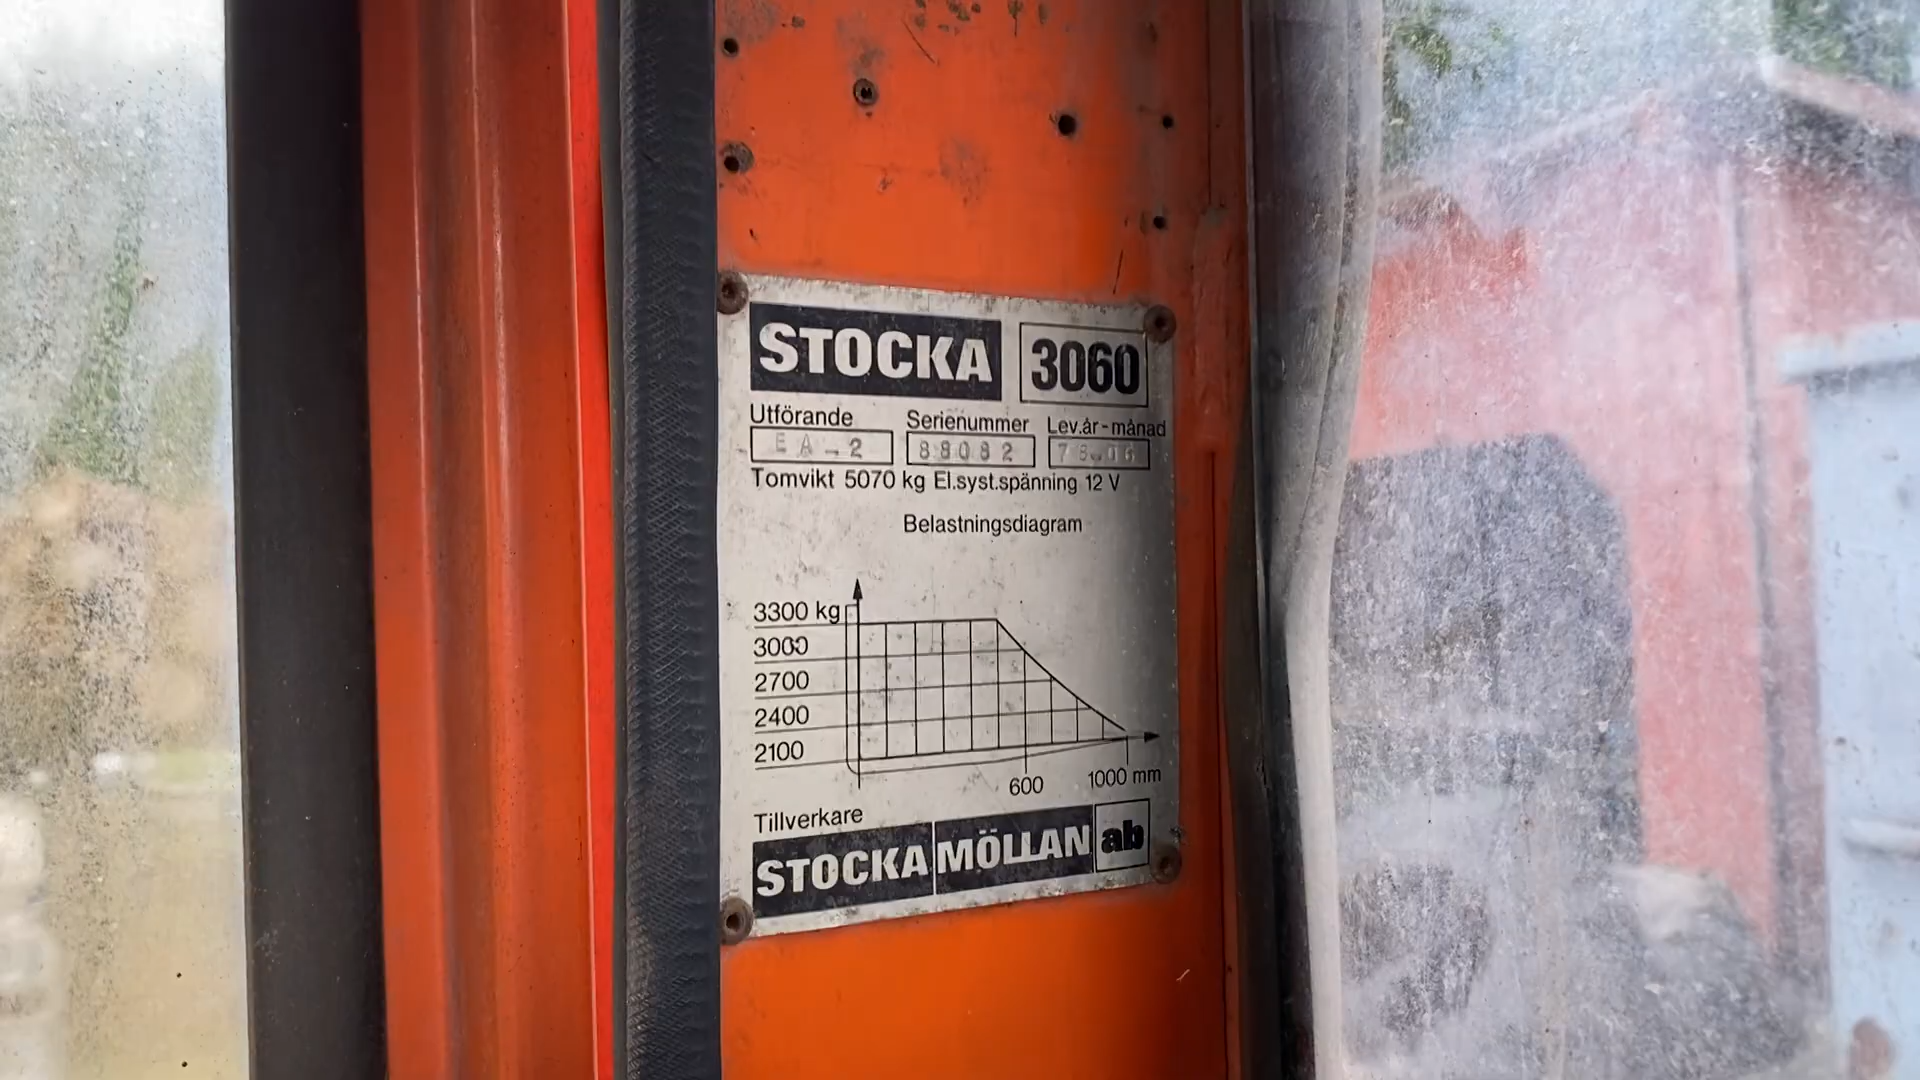 STOCKA 3060
Utförande Serienummer Lev.år-månad
EA-2 88082
Tomvikt 5070 kg El.syst.spänning 12 V
Belastningsdiagram
3300 kg
3000
2700
2400
2100
600 1000 mm
Tillverkare
STOCKA MÖLLAN ab